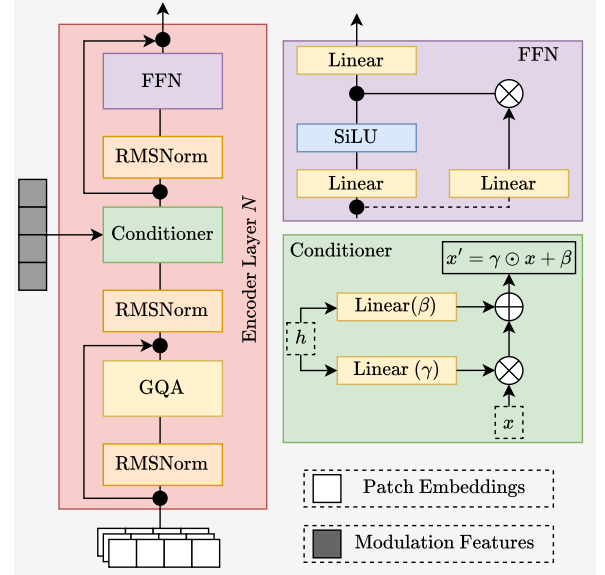 FFN
RMSNorm
Conditioner
RMSNorm
GQA
RMSNorm
Encoder Layer N
FFN
Linear
SiLU
Linear
Linear
Conditioner
x′ = γ ⊙ x + β
Linear(β)
h
Linear (γ)
x
Patch Embeddings
Modulation Features